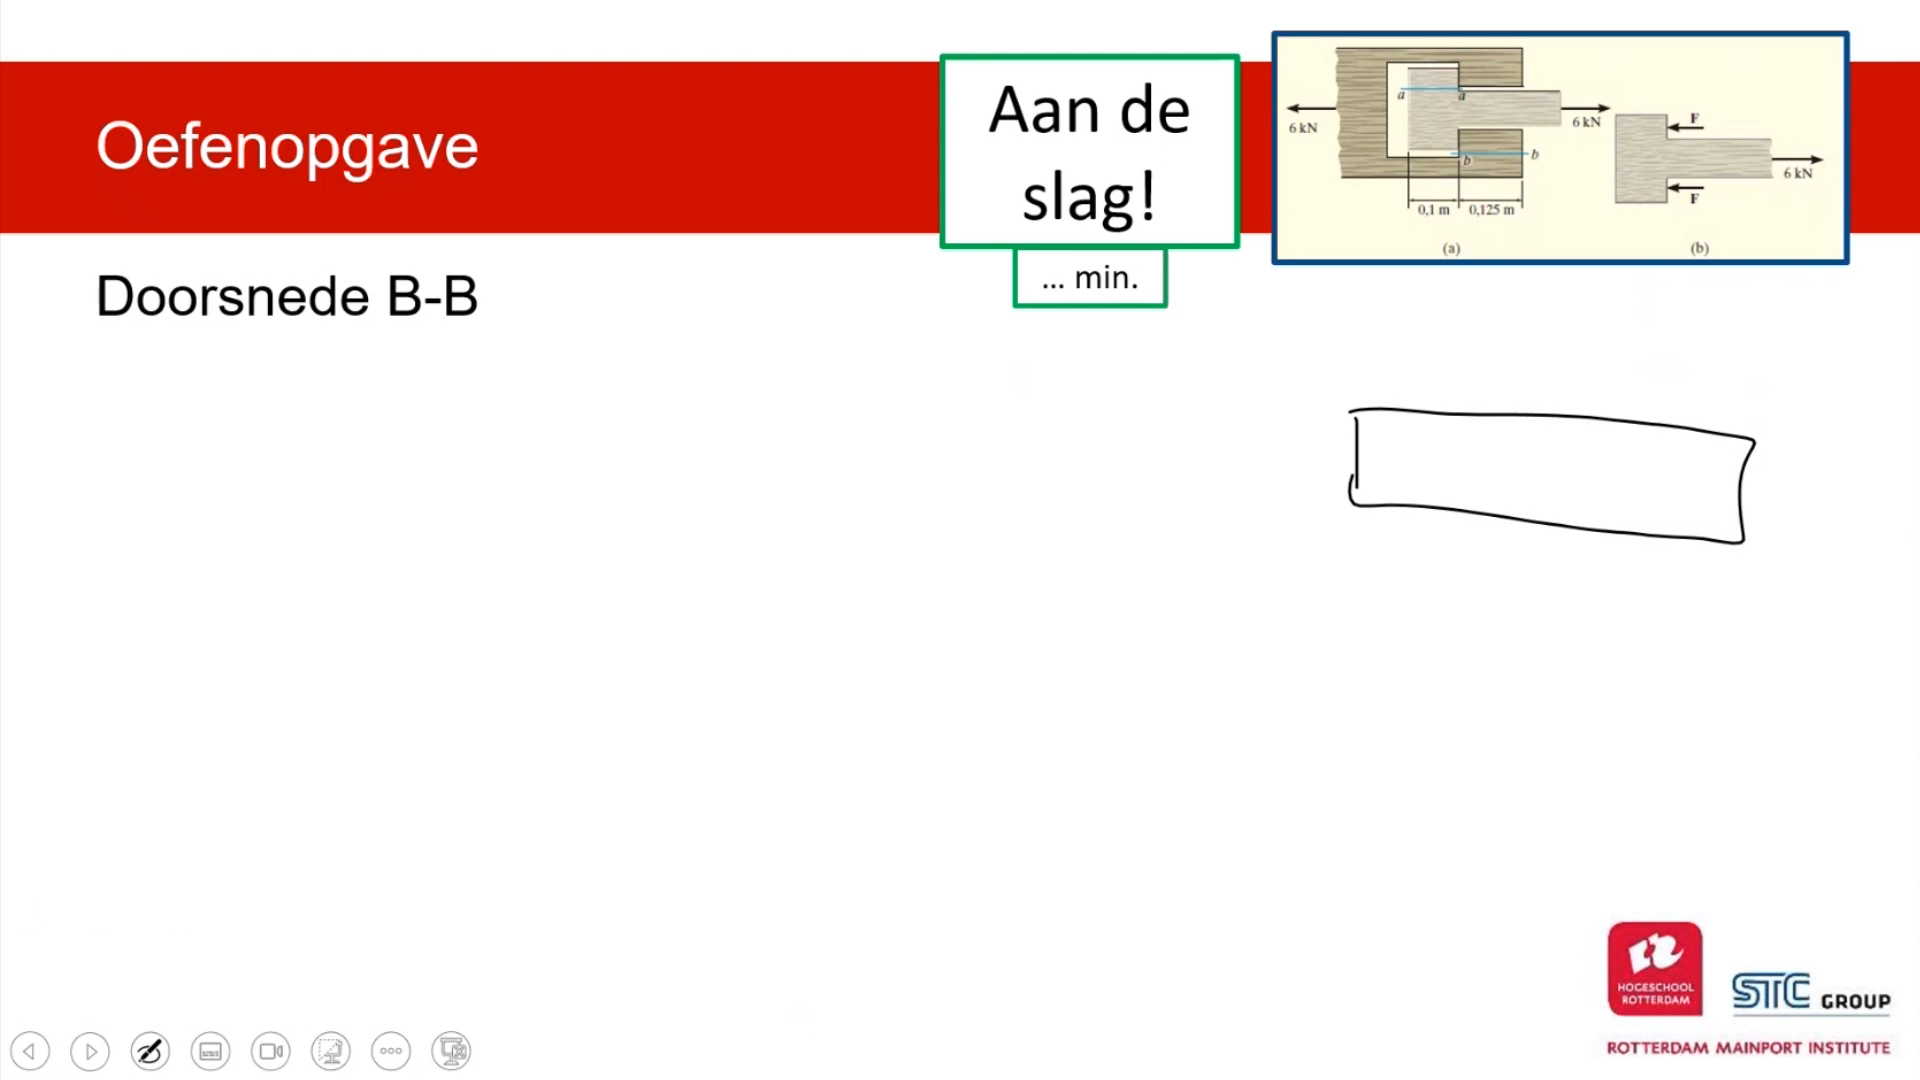 Oefenopgave
Aan de
slag!
... min.
Doorsnede B-B
a
a
6 kN
6 kN
b
b
0,1 m
0,125 m
(a)
F
6 kN
F
(b)
HOGESCHOOL
ROTTERDAM
STC GROUP
ROTTERDAM MAINPORT INSTITUTE